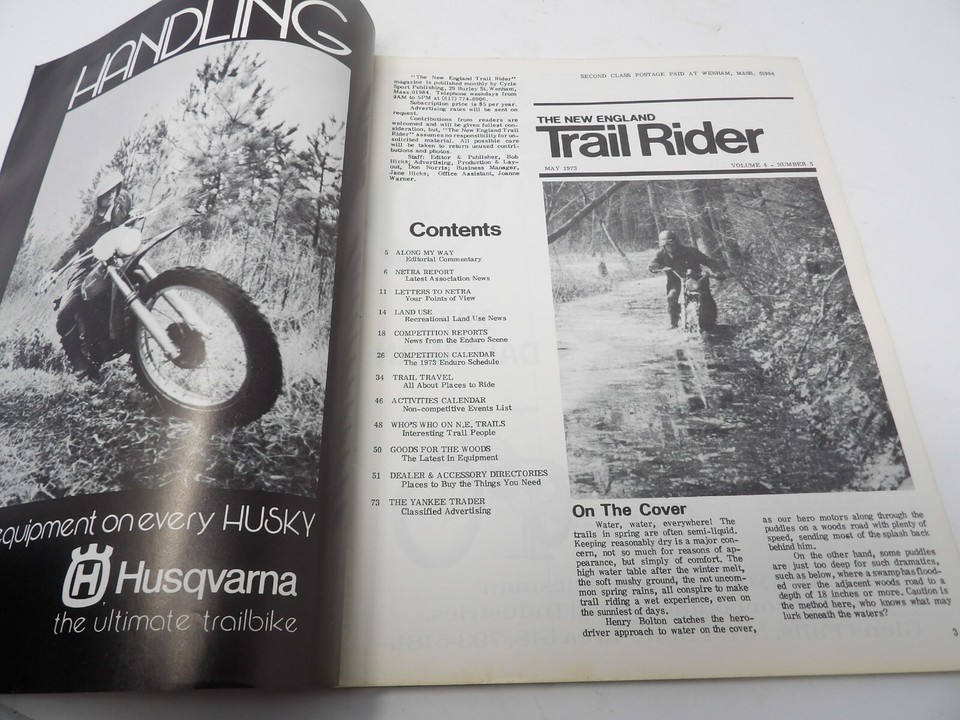 HANDLING
equipment on every HUSKY
Husqvarna
the ultimate trailbike
"The New England Trail Rider"
magazine is published monthly by Cycle
Sport Publishing, 25 Burley St. Wenham,
Mass. 01984. Telephone weekdays from
9AM to 5PM at (617) 774-6906.
Subscription price is $5 per year.
Advertising rates will be sent on
request.
Contributions from readers are
welcomed and will be given fullest con-
sideration, but, "The New England Trail
Rider" assumes no responsibility for un-
solicited material. All possible care
will be taken to return unused contri-
butions and photos.
Staff: Editor & Publisher, Bob
Hicks; Advertising, Production & Lay-
out, Don Norris; Business Manager,
Jane Hicks; Office Assistant, Joanne
Warner.
Contents
5 ALONG MY WAY
Editorial Commentary
6 NETRA REPORT
Latest Association News
11 LETTERS TO NETRA
Your Points of View
14 LAND USE
Recreational Land Use News
18 COMPETITION REPORTS
News from the Enduro Scene
26 COMPETITION CALENDAR
The 1973 Enduro Schedule
34 TRAIL TRAVEL
All About Places to Ride
46 ACTIVITIES CALENDAR
Non-competitive Events List
48 WHO'S WHO ON N.E. TRAILS
Interesting Trail People
50 GOODS FOR THE WOODS
The Latest in Equipment
51 DEALER & ACCESSORY DIRECTORIES
Places to Buy the Things You Need
73 THE YANKEE TRADER
Classified Advertising
SECOND CLASS POSTAGE PAID AT WENHAM, MASS. 01984
THE NEW ENGLAND
Trail Rider
MAY 1973 VOLUME 4 - NUMBER 5
On The Cover
Water, water, everywhere! The
trails in spring are often semi-liquid.
Keeping reasonably dry is a major con-
cern, not so much for reasons of ap-
pearance, but simply of comfort. The
high water table after the winter melt,
the soft mushy ground, the not uncom-
mon spring rains, all conspire to make
trail riding a wet experience, even on
the sunniest of days.
Henry Bolton catches the hero-
driver approach to water on the cover,
as our hero motors along through the
puddles on a woods road with plenty of
speed, sending most of the splash back
behind him.
On the other hand, some puddles
are just too deep for such dramatics,
such as below, where a swamp has flood-
ed over the adjacent woods road to a
depth of 18 inches or more. Caution is
the method here, who knows what may
lurk beneath the waters?
3